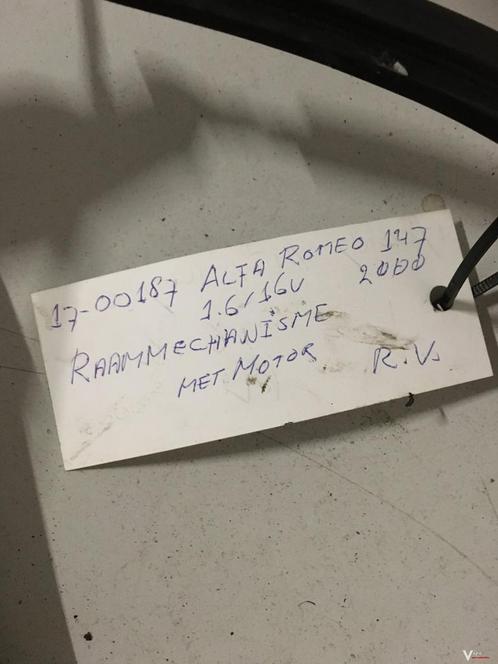 17-00187 ALFA ROMEO 147
1.6/16V 2000
RAAMMECHANISME
MET MOTOR R.V.